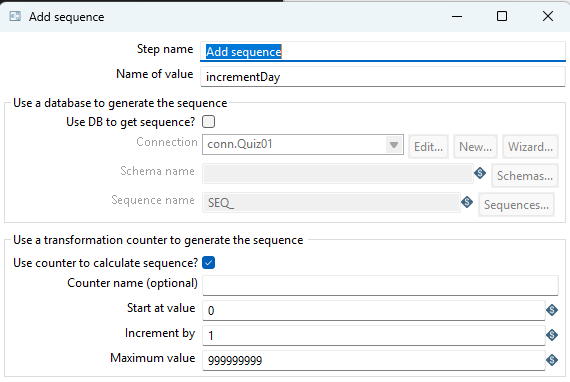 Add sequence
Step name Add sequence
Name of value incrementDay
Use a database to generate the sequence
Use DB to get sequence?
Connection conn.Quiz01 Edit... New... Wizard...
Schema name S Schemas...
Sequence name SEQ_ S Sequences...
Use a transformation counter to generate the sequence
Use counter to calculate sequence?
Counter name (optional)
Start at value 0 S
Increment by 1 S
Maximum value 999999999 S